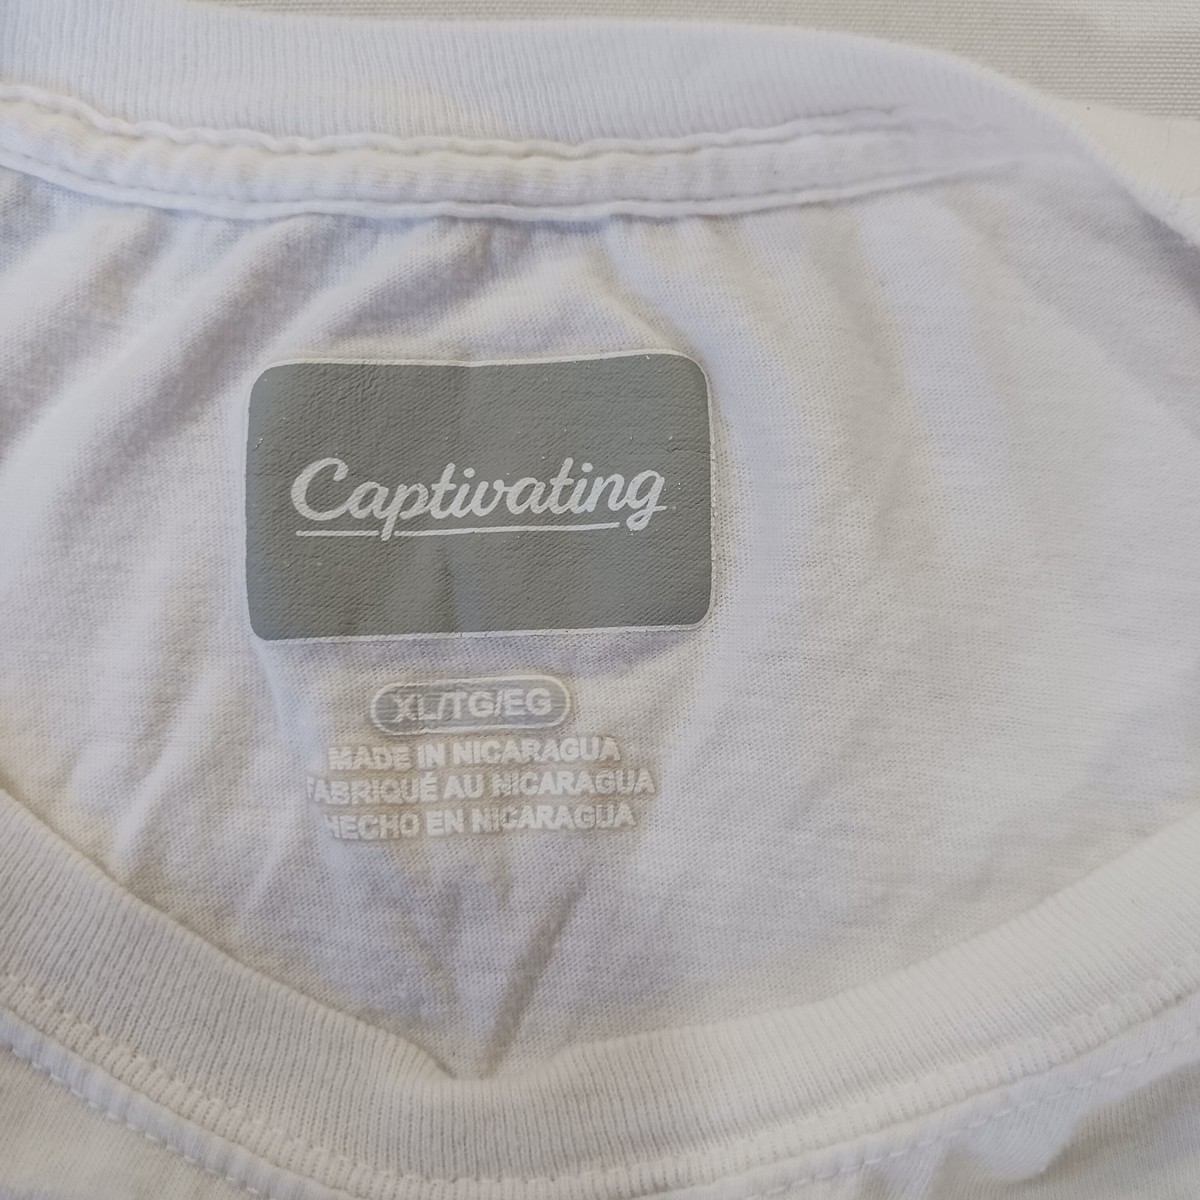 Captivating
XL/TG/EG
MADE IN NICARAGUA
FABRIQUÉ AU NICARAGUA
HECHO EN NICARAGUA